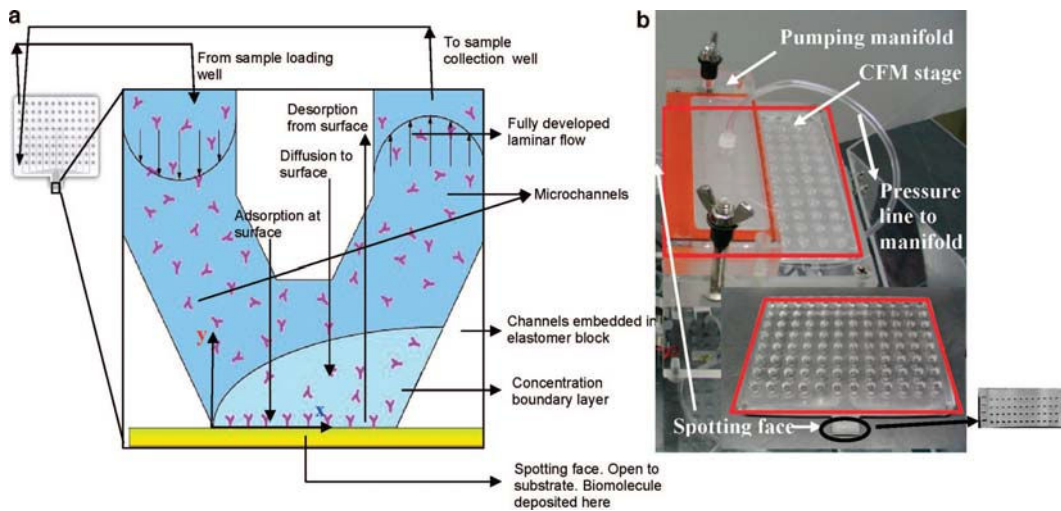 a
From sample loading
well
To sample
collection well
Desorption
from surface
Fully developed
laminar flow
Diffusion to
surface
Microchannels
Adsorption at
surface
y
Channels embedded in
elastomer block
x
Concentration
boundary layer
Spotting face. Open to
substrate. Biomolecule
deposited here
b
Pumping manifold
CFM stage
Pressure
line to
manifold
Spotting face